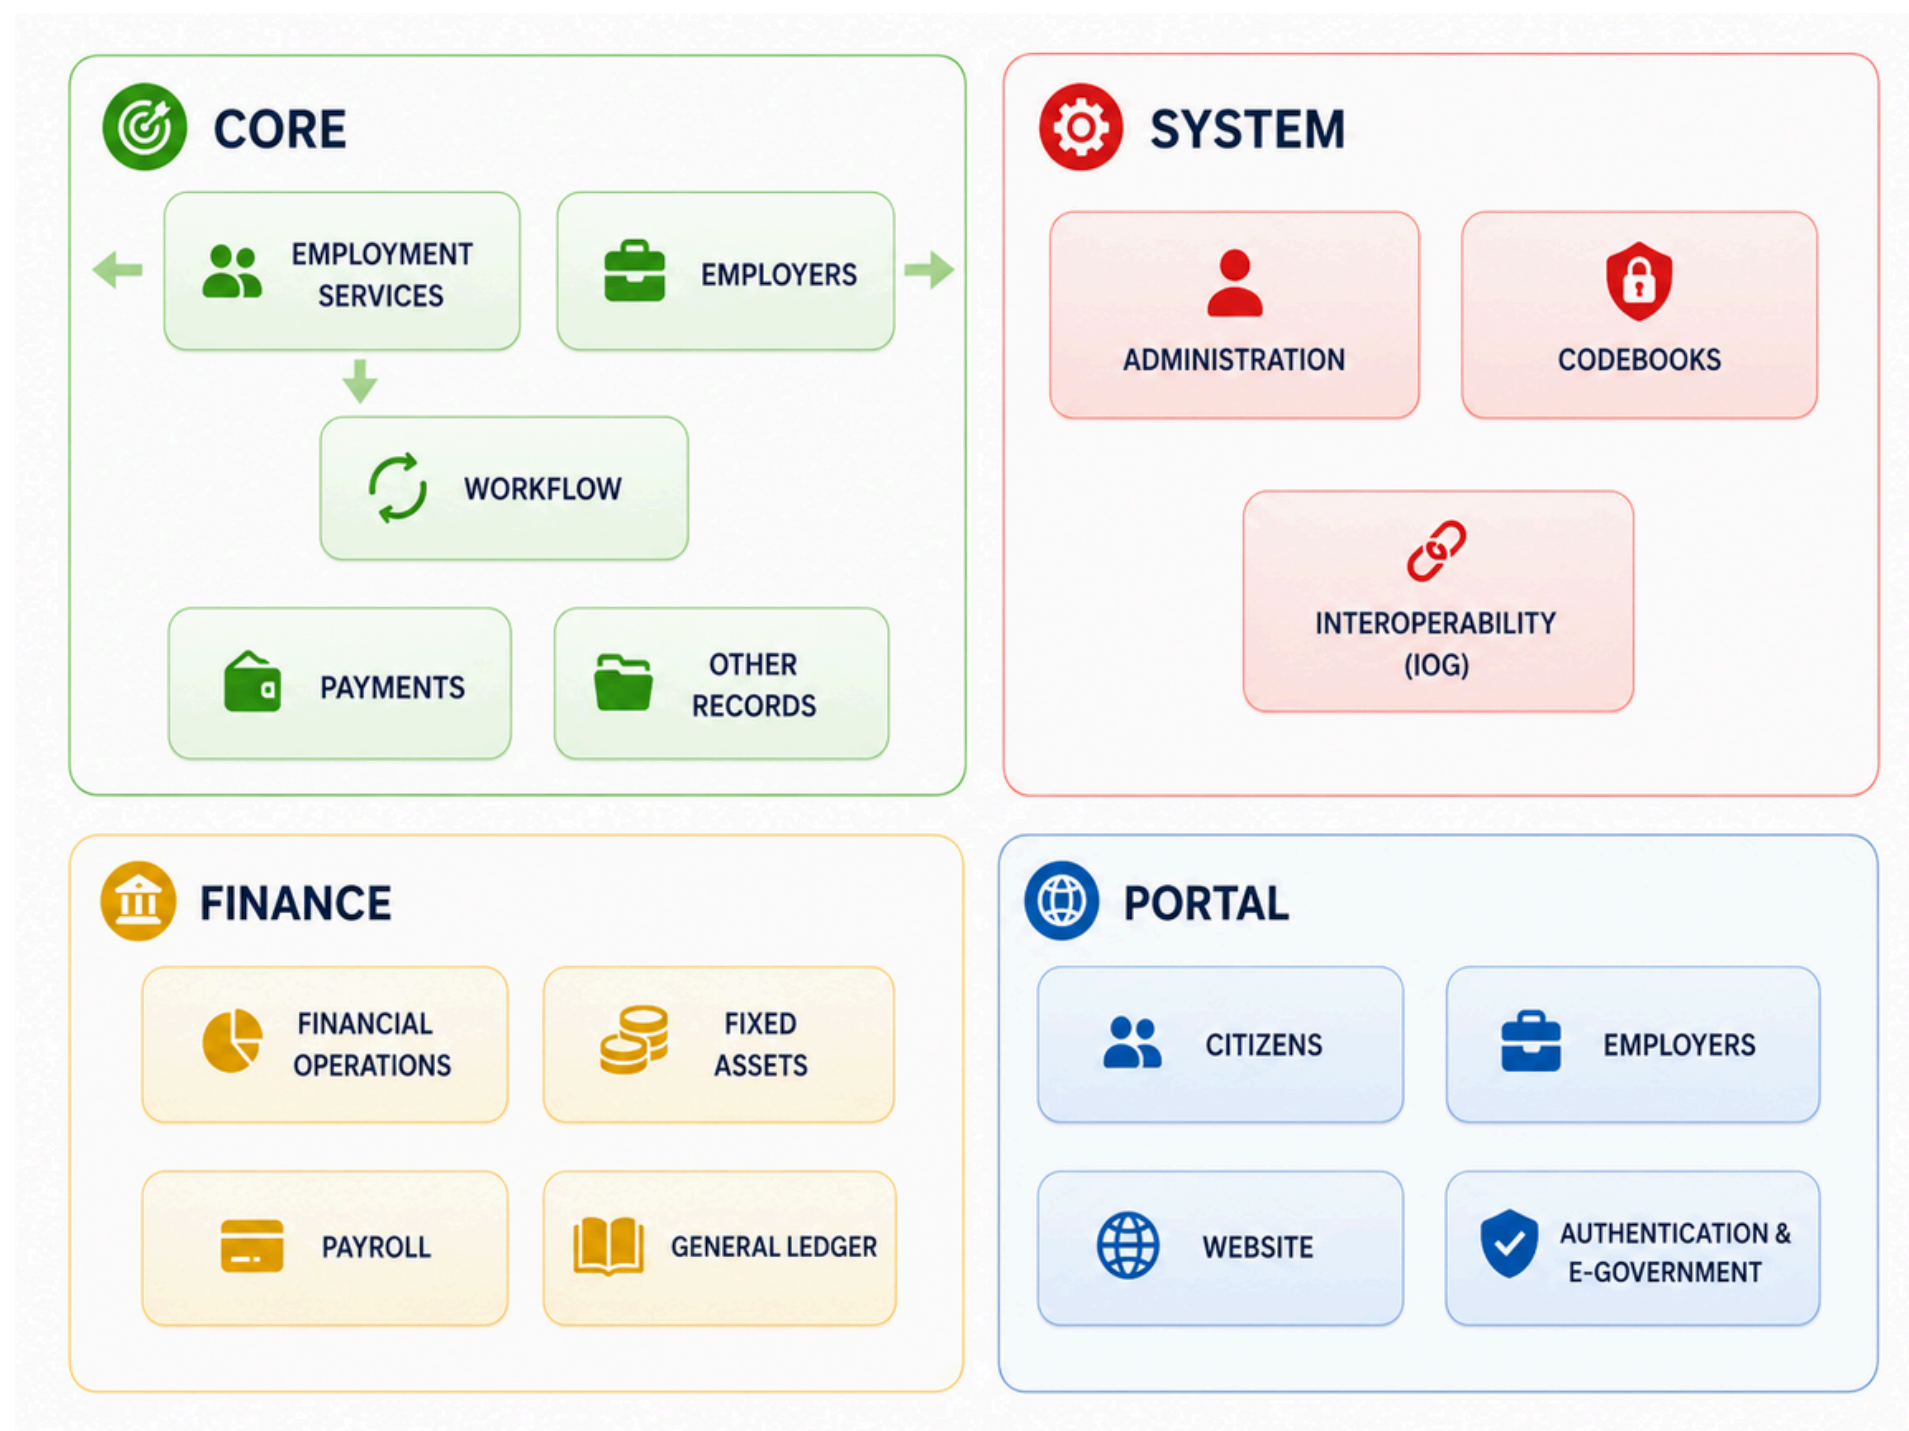 CORE
EMPLOYMENT
SERVICES
EMPLOYERS
WORKFLOW
PAYMENTS
OTHER
RECORDS
SYSTEM
ADMINISTRATION
CODEBOOKS
INTEROPERABILITY
(IOG)
FINANCE
FINANCIAL
OPERATIONS
FIXED
ASSETS
PAYROLL
GENERAL LEDGER
PORTAL
CITIZENS
EMPLOYERS
WEBSITE
AUTHENTICATION &
E-GOVERNMENT